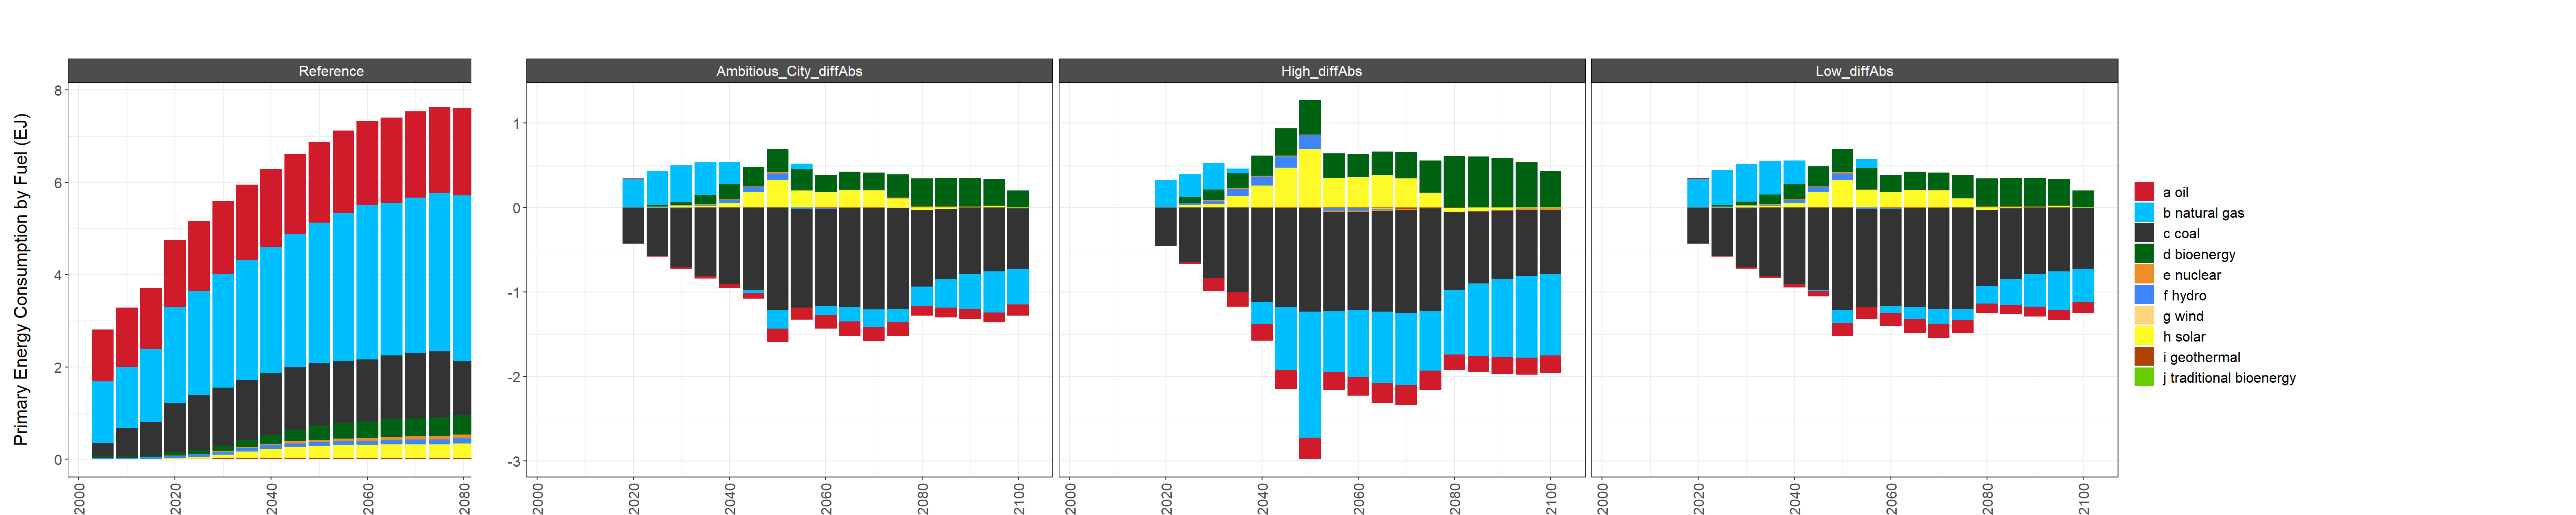 Primary Energy Consumption by Fuel (EJ)
Reference
Ambitious_City_diffAbs
High_diffAbs
Low_diffAbs
8
6
4
2
0
1
0
-1
-2
-3
2000
2020
2040
2060
2080
2000
2020
2040
2060
2080
2100
2000
2020
2040
2060
2080
2100
2000
2020
2040
2060
2080
2100
a oil
b natural gas
c coal
d bioenergy
e nuclear
f hydro
g wind
h solar
i geothermal
j traditional bioenergy